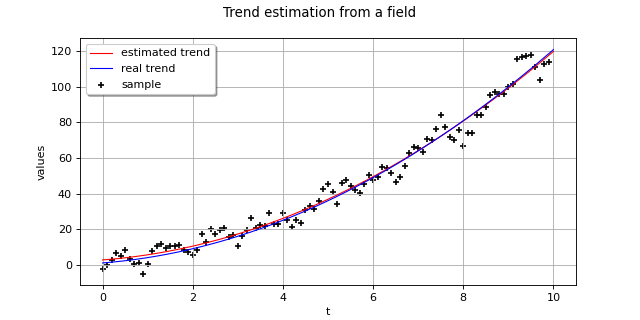 Trend estimation from a field
estimated trend
real trend
sample
values
120
100
80
60
40
20
0
0 2 4 6 8 10
t